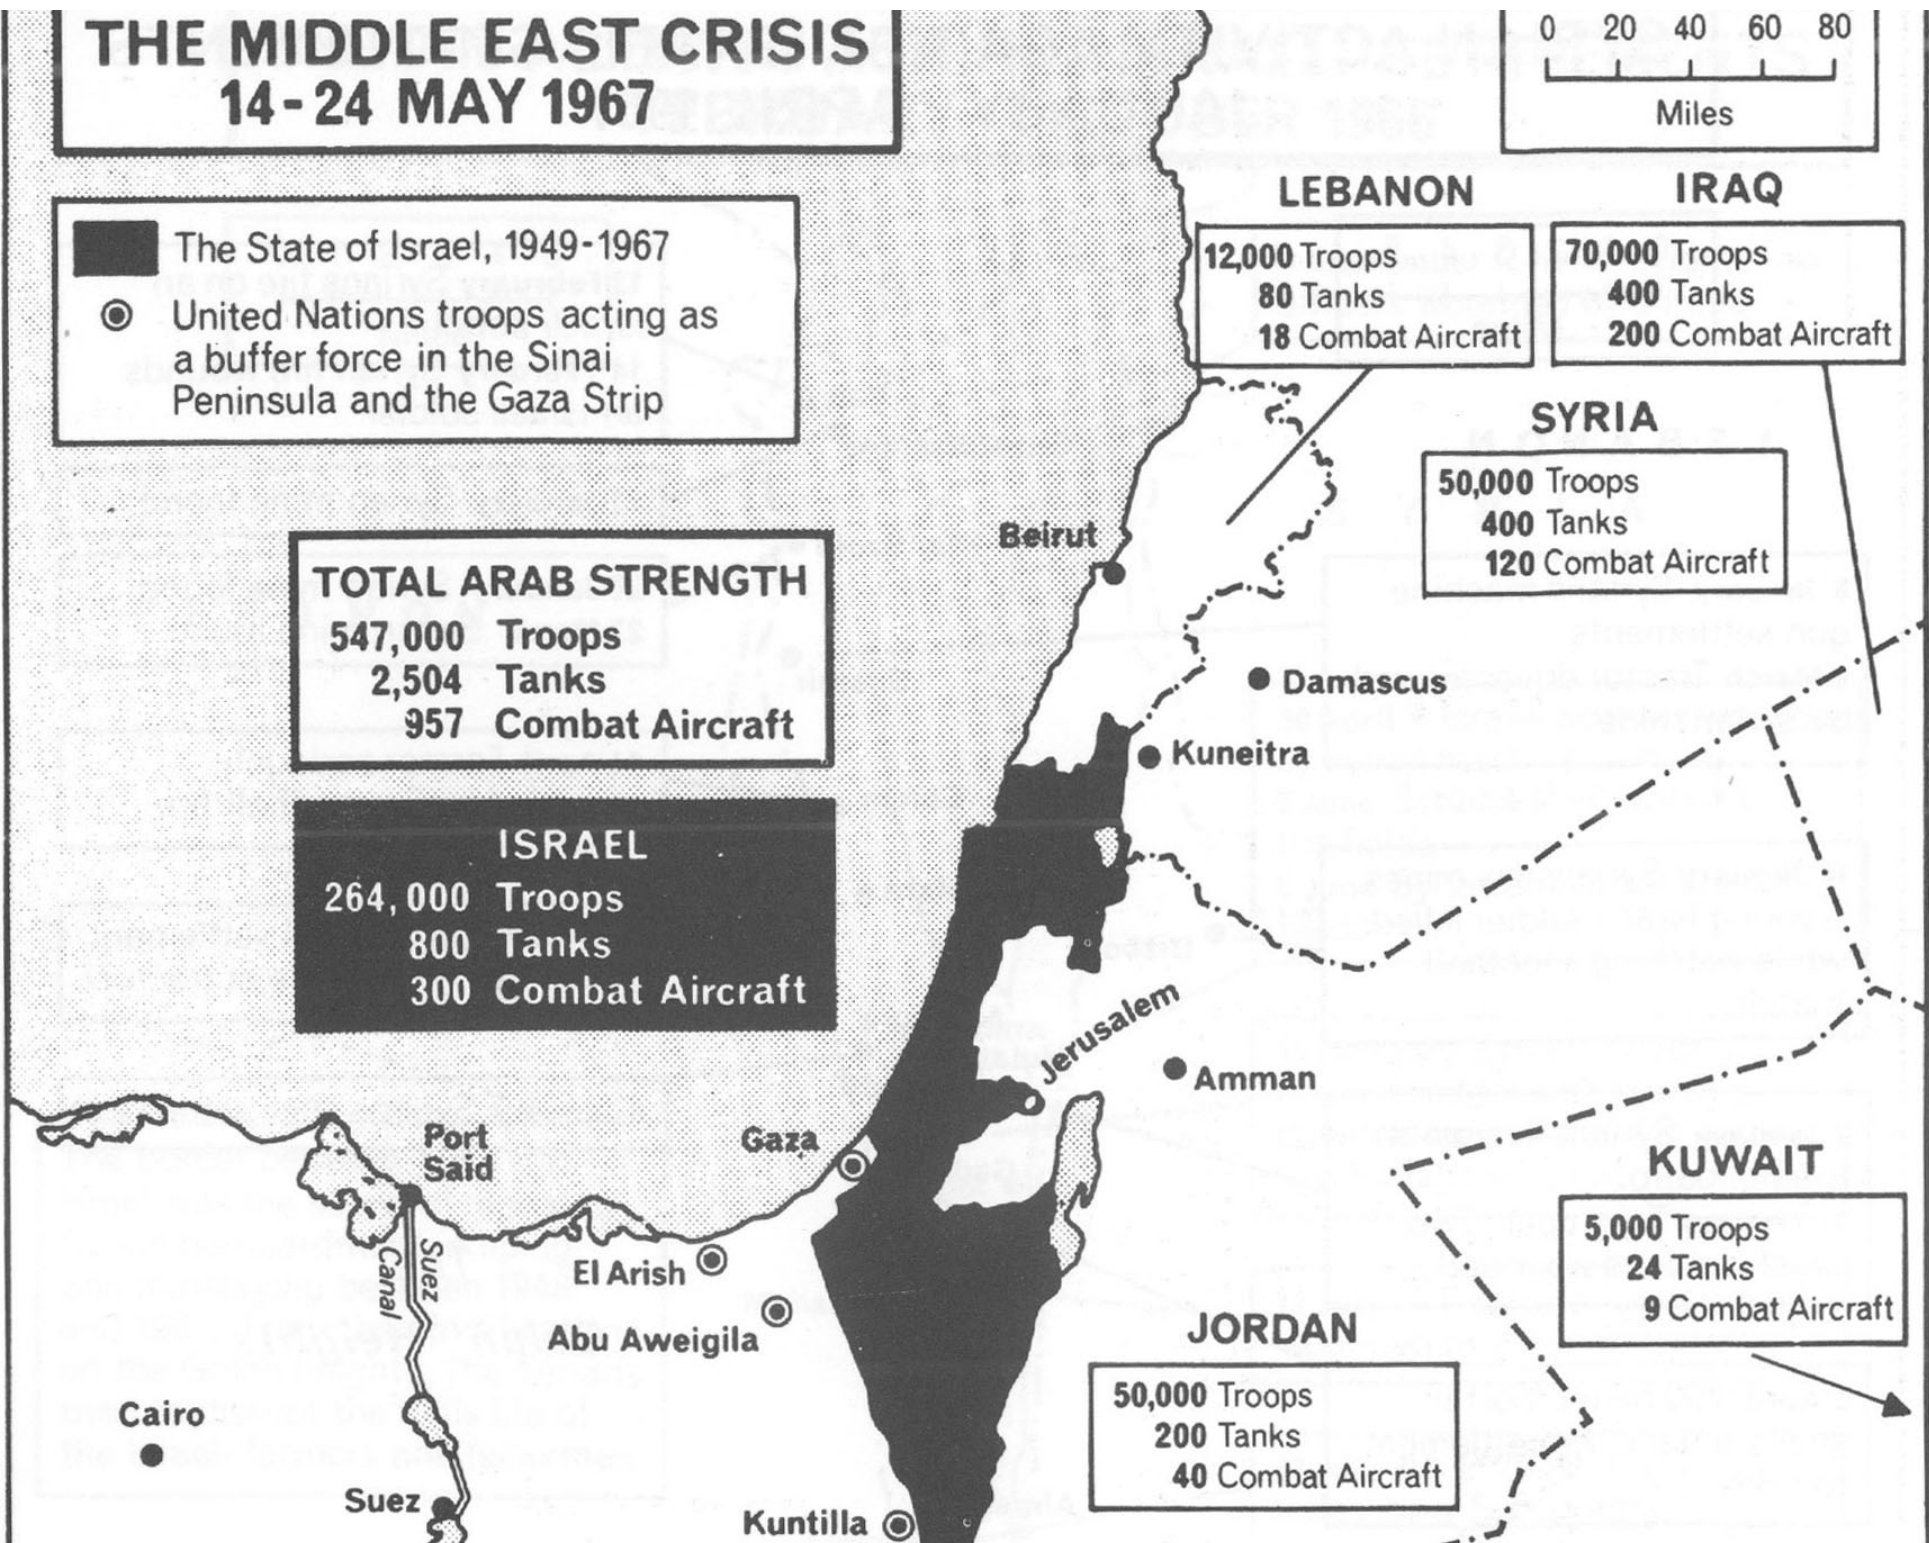 THE MIDDLE EAST CRISIS
14-24 MAY 1967
0 20 40 60 80
Miles
The State of Israel, 1949-1967
United Nations troops acting as
a buffer force in the Sinai
Peninsula and the Gaza Strip
LEBANON
12,000 Troops
80 Tanks
18 Combat Aircraft
IRAQ
70,000 Troops
400 Tanks
200 Combat Aircraft
SYRIA
50,000 Troops
400 Tanks
120 Combat Aircraft
TOTAL ARAB STRENGTH
547,000 Troops
2,504 Tanks
957 Combat Aircraft
ISRAEL
264,000 Troops
800 Tanks
300 Combat Aircraft
Beirut
Damascus
Kuneitra
Jerusalem
Amman
Port
Said
Gaza
Suez
Canal
El Arish
Abu Aweigila
Cairo
Suez
Kuntilla
KUWAIT
5,000 Troops
24 Tanks
9 Combat Aircraft
JORDAN
50,000 Troops
200 Tanks
40 Combat Aircraft